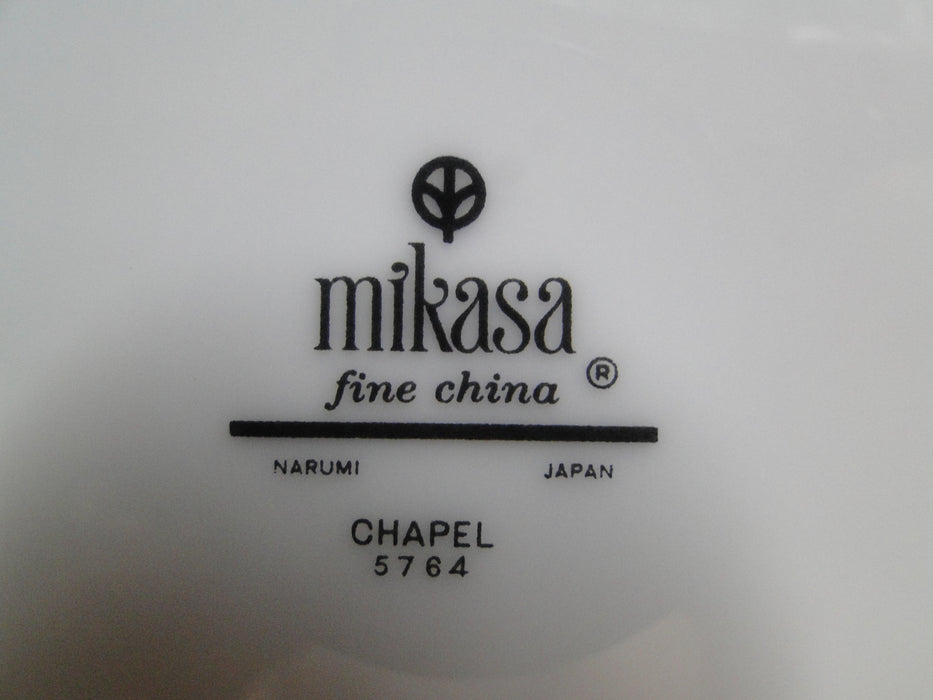 mikasa
fine china ®
NARUMI JAPAN
CHAPEL
5764